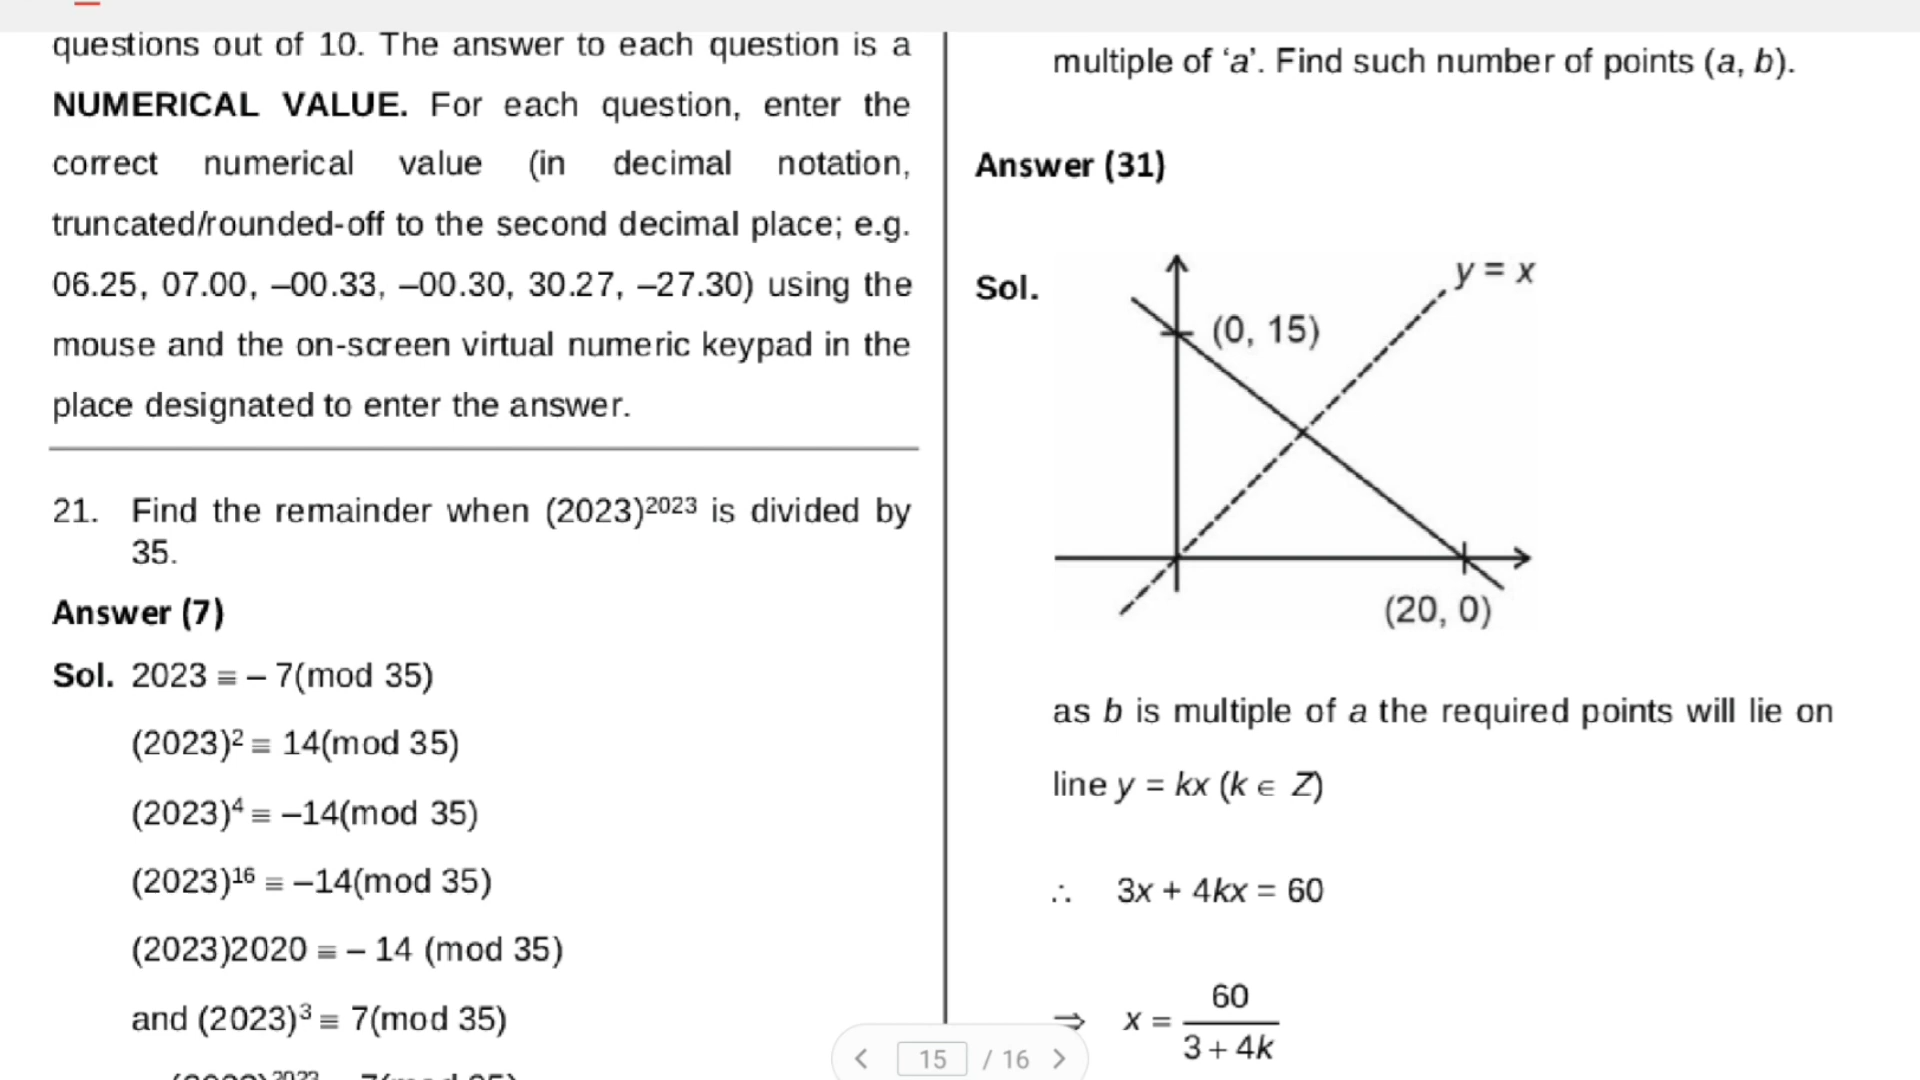 questions out of 10. The answer to each question is a
NUMERICAL VALUE. For each question, enter the
correct numerical value (in decimal notation,
truncated/rounded-off to the second decimal place; e.g.
06.25, 07.00, –00.33, –00.30, 30.27, –27.30) using the
mouse and the on-screen virtual numeric keypad in the
place designated to enter the answer.
21. Find the remainder when (2023)²⁰²³ is divided by
35.
Answer (7)
Sol. 2023 ≡ – 7(mod 35)
(2023)² ≡ 14(mod 35)
(2023)⁴ ≡ –14(mod 35)
(2023)¹⁶ ≡ –14(mod 35)
(2023)2020 ≡ – 14 (mod 35)
and (2023)³ ≡ 7(mod 35)
multiple of ‘a’. Find such number of points (a, b).
Answer (31)
Sol.
y = x
(0, 15)
(20, 0)
as b is multiple of a the required points will lie on
line y = kx (k ∈ Z)
∴ 3x + 4kx = 60
⇒ x = 60
3 + 4k
< 15 / 16 >